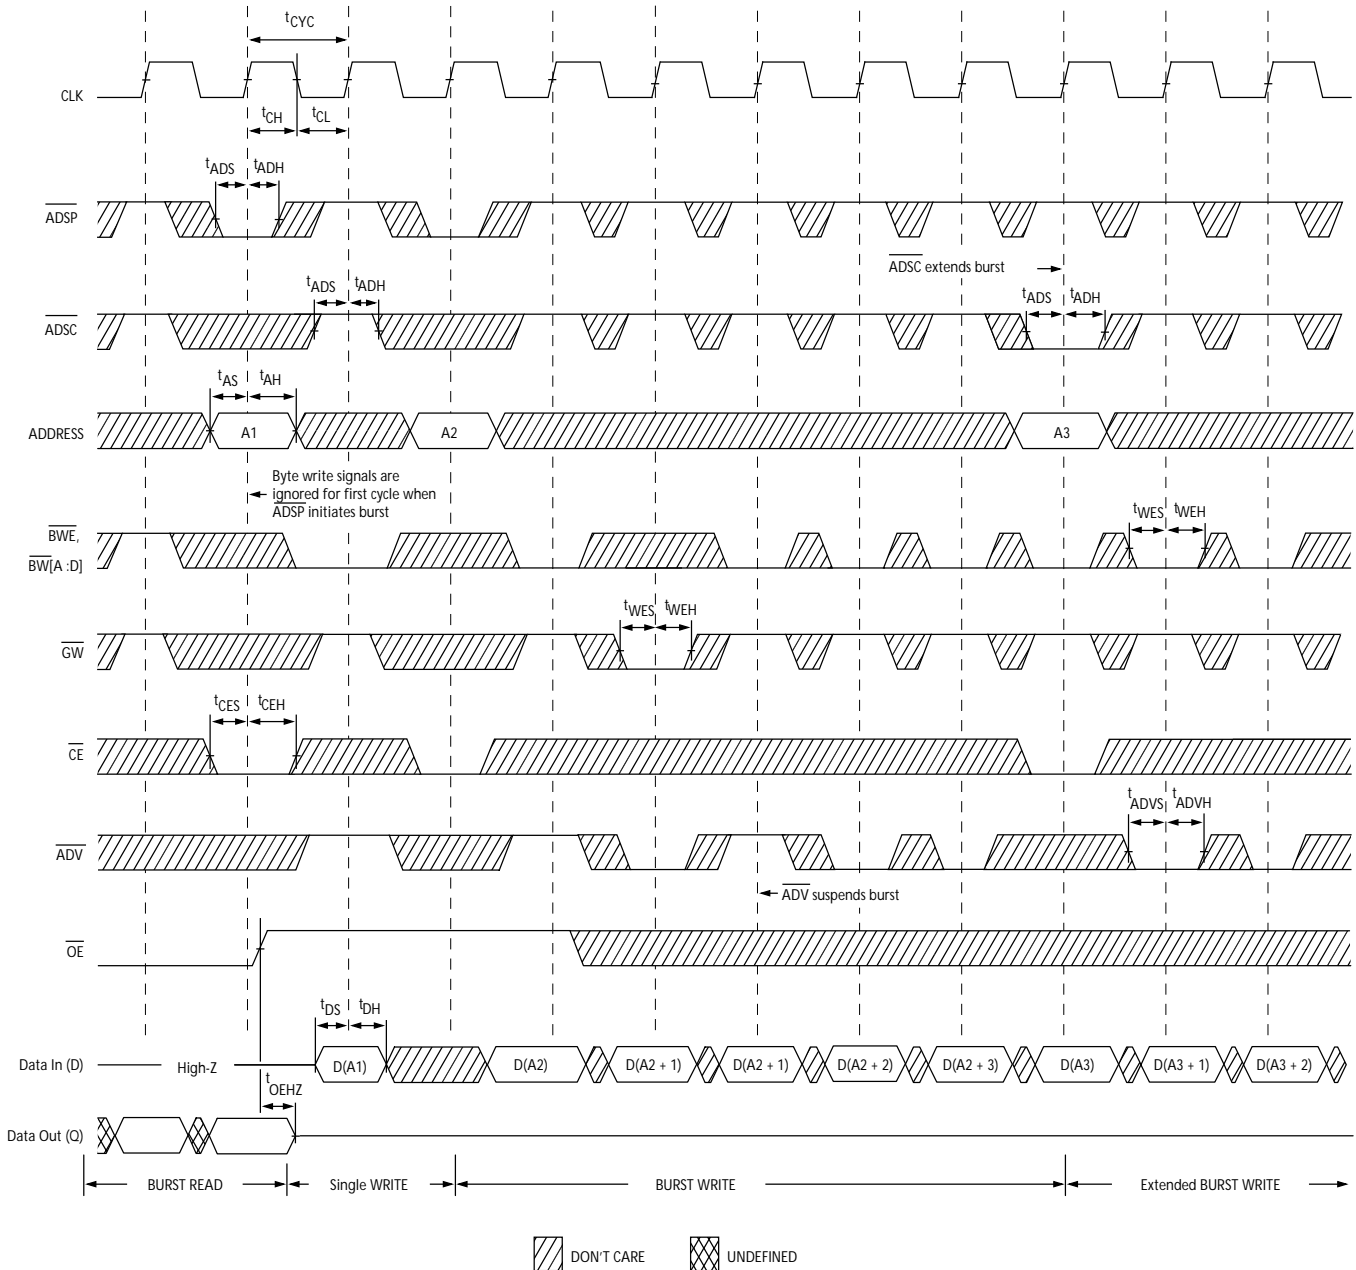 tCYC
CLK
tCH
tCL
tADS
tADH
ADSP
ADSC extends burst
tADS
tADH
tADS
tADH
ADSC
tAS
tAH
ADDRESS
A1
A2
A3
Byte write signals are
ignored for first cycle when
ADSP initiates burst
tWES
tWEH
BWE,
BW[A :D]
tWES
tWEH
GW
tCES
tCEH
CE
tADVS
tADVH
ADV
ADV suspends burst
OE
tDS
tDH
Data In (D)
High-Z
D(A1)
D(A2)
D(A2 + 1)
D(A2 + 1)
D(A2 + 2)
D(A2 + 3)
D(A3)
D(A3 + 1)
D(A3 + 2)
tOEHZ
Data Out (Q)
BURST READ
Single WRITE
BURST WRITE
Extended BURST WRITE
DON'T CARE
UNDEFINED